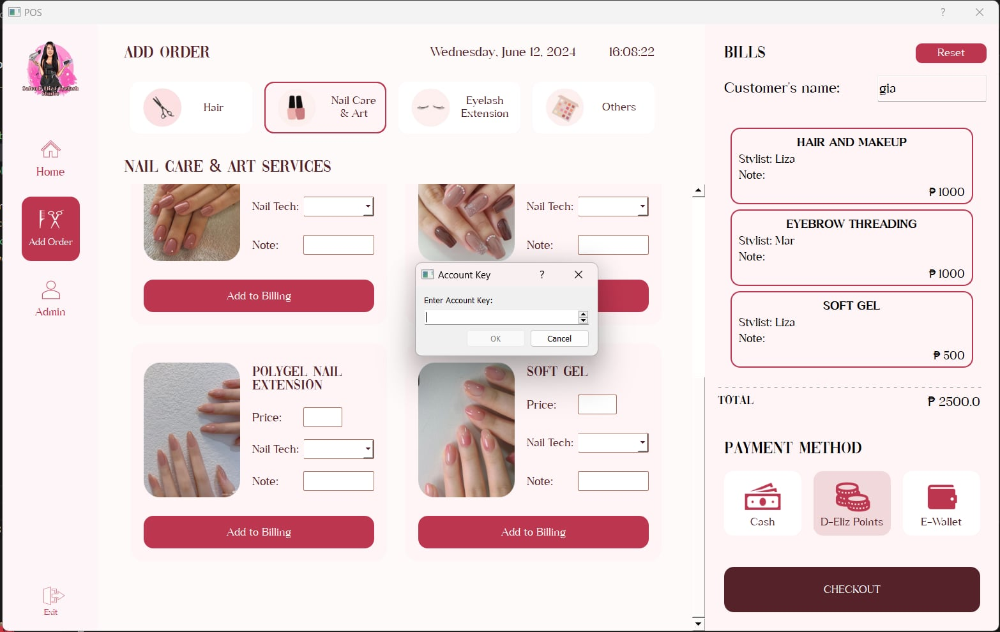 POS
?
Salon D'Eliz Eyelash
Studio
Home
Add Order
Admin
Exit
ADD ORDER
Wednesday, June 12, 2024
16:08:22
Hair
Nail Care
& Art
Eyelash
Extension
Others
NAIL CARE & ART SERVICES
Nail Tech:
Note:
Add to Billing
Nail Tech:
Note:
Account Key
?
Enter Account Key:
OK
Cancel
POLYGEL NAIL
EXTENSION
Price:
Nail Tech:
Note:
Add to Billing
SOFT GEL
Price:
Nail Tech:
Note:
Add to Billing
BILLS
Reset
Customer's name:
gia
HAIR AND MAKEUP
Stylist: Liza
Note:
₱ 1000
EYEBROW THREADING
Stylist: Mar
Note:
₱ 1000
SOFT GEL
Stylist: Liza
Note:
₱ 500
TOTAL
₱ 2500.0
PAYMENT METHOD
Cash
D-Eliz Points
E-Wallet
CHECKOUT